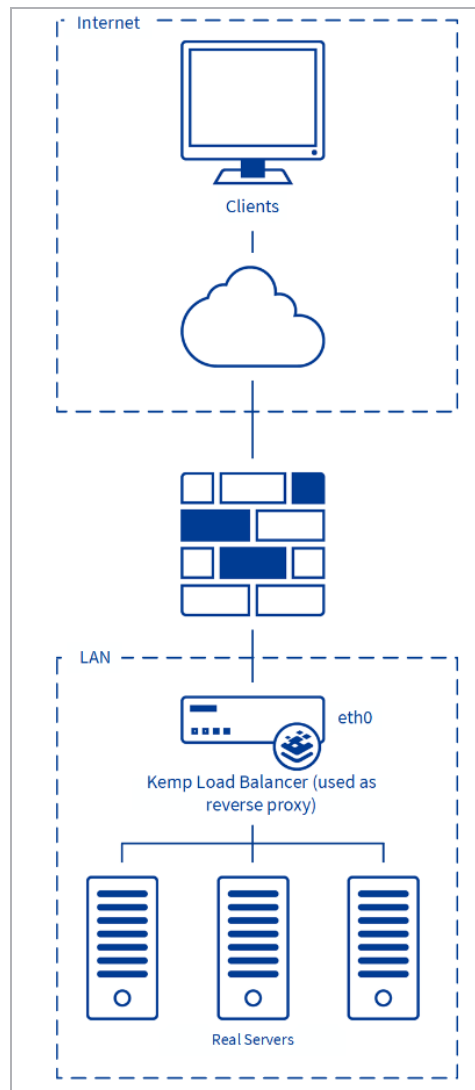 Internet
Clients
LAN
eth0
Kemp Load Balancer (used as
reverse proxy)
Real Servers